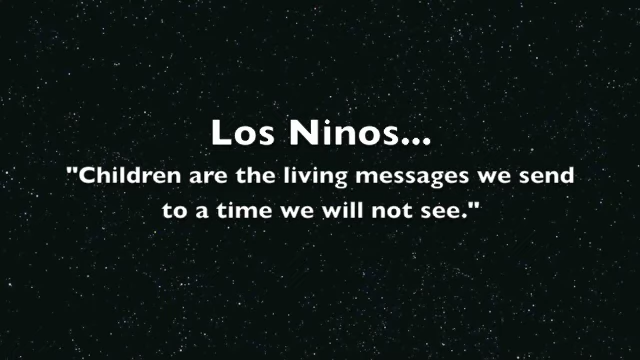 Los Ninos...
"Children are the living messages we send
to a time we will not see."